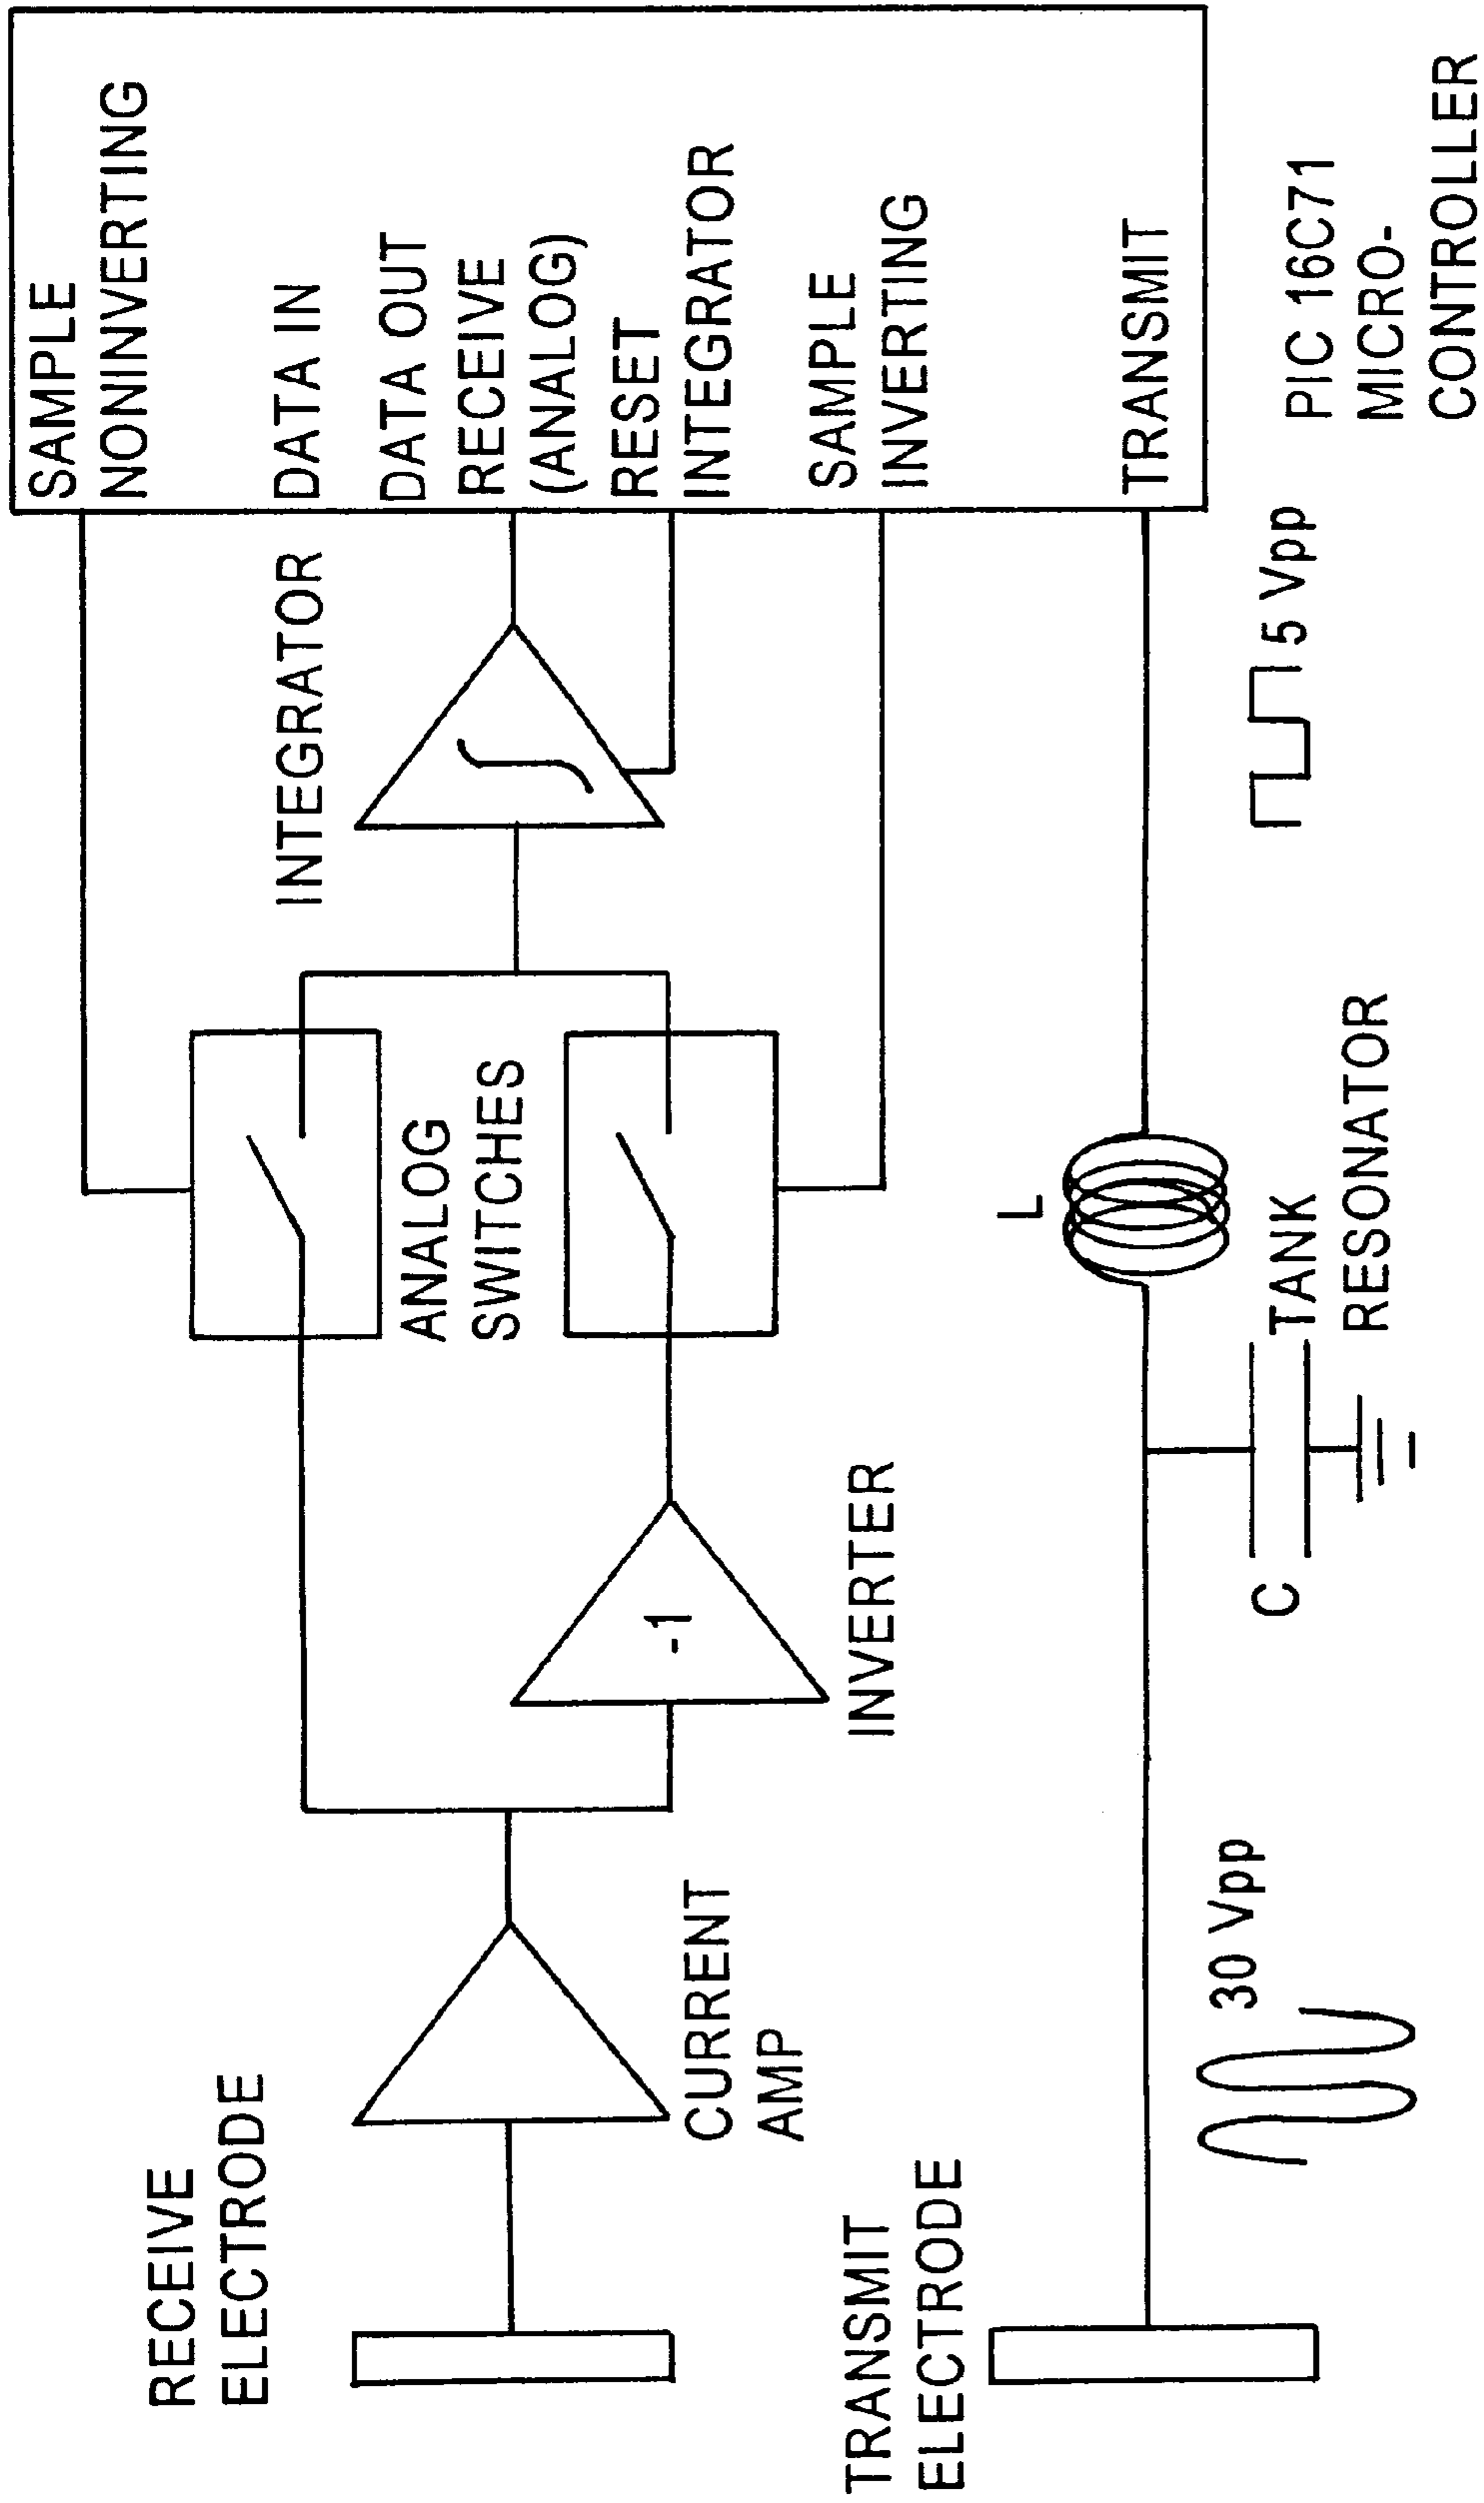 RECEIVE
ELECTRODE
CURRENT
AMP
INVERTER
-1
ANALOG
SWITCHES
INTEGRATOR
SAMPLE
NONINVERTING
DATA IN
DATA OUT
RECEIVE
(ANALOG)
RESET
INTEGRATOR
SAMPLE
INVERTING
TRANSMIT
TRANSMIT
ELECTRODE
30 Vpp
C
L
TANK
RESONATOR
5 Vpp
PIC 16C71
MICRO-
CONTROLLER